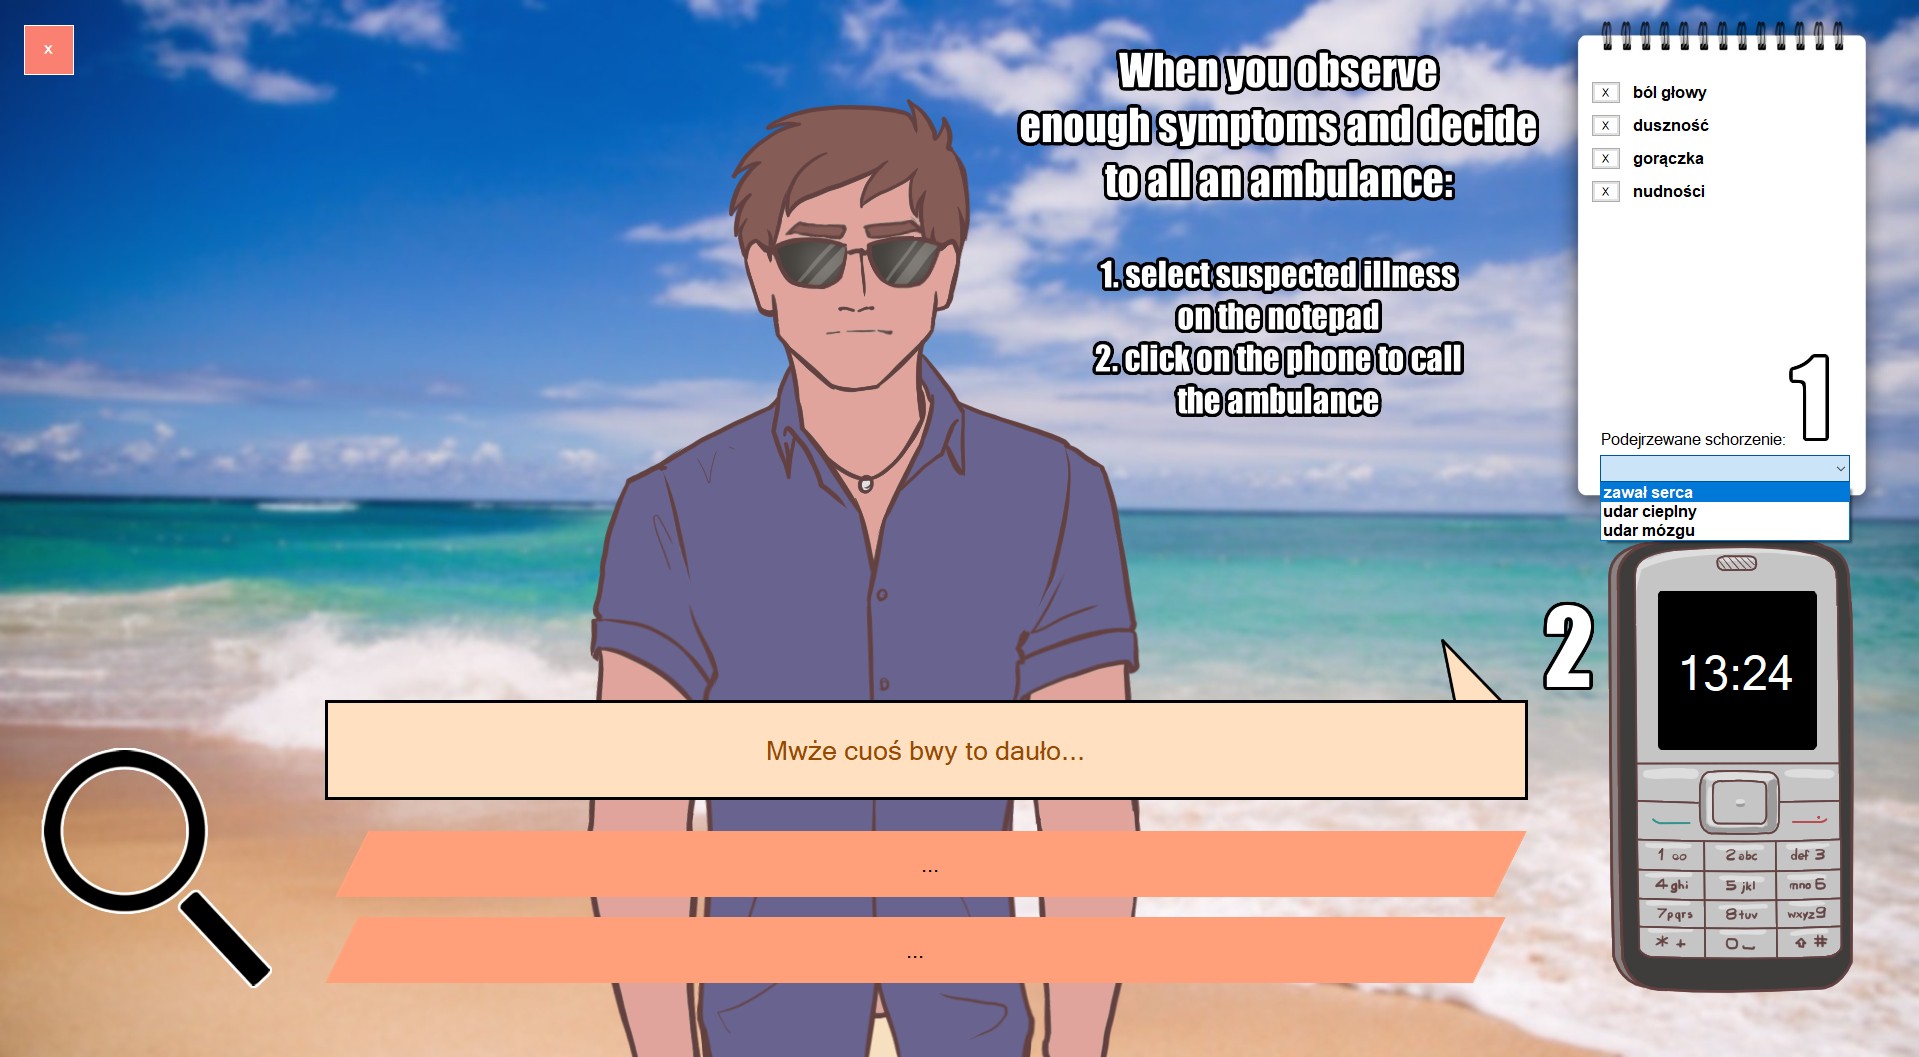 x
When you observe
enough symptoms and decide
to all an ambulance:
1. select suspected illness
on the notepad
2. click on the phone to call
the ambulance
X ból głowy
X duszność
X gorączka
X nudności
1
Podejrzewane schorzenie:
zawał serca
udar cieplny
udar mózgu
2
13:24
Mwże cuoś bwy to dauło...
...
...
1 oo 2 abc def 3
4 ghi 5 jkl mno 6
7 pqrs 8 tuv wxyz 9
* + 0 #